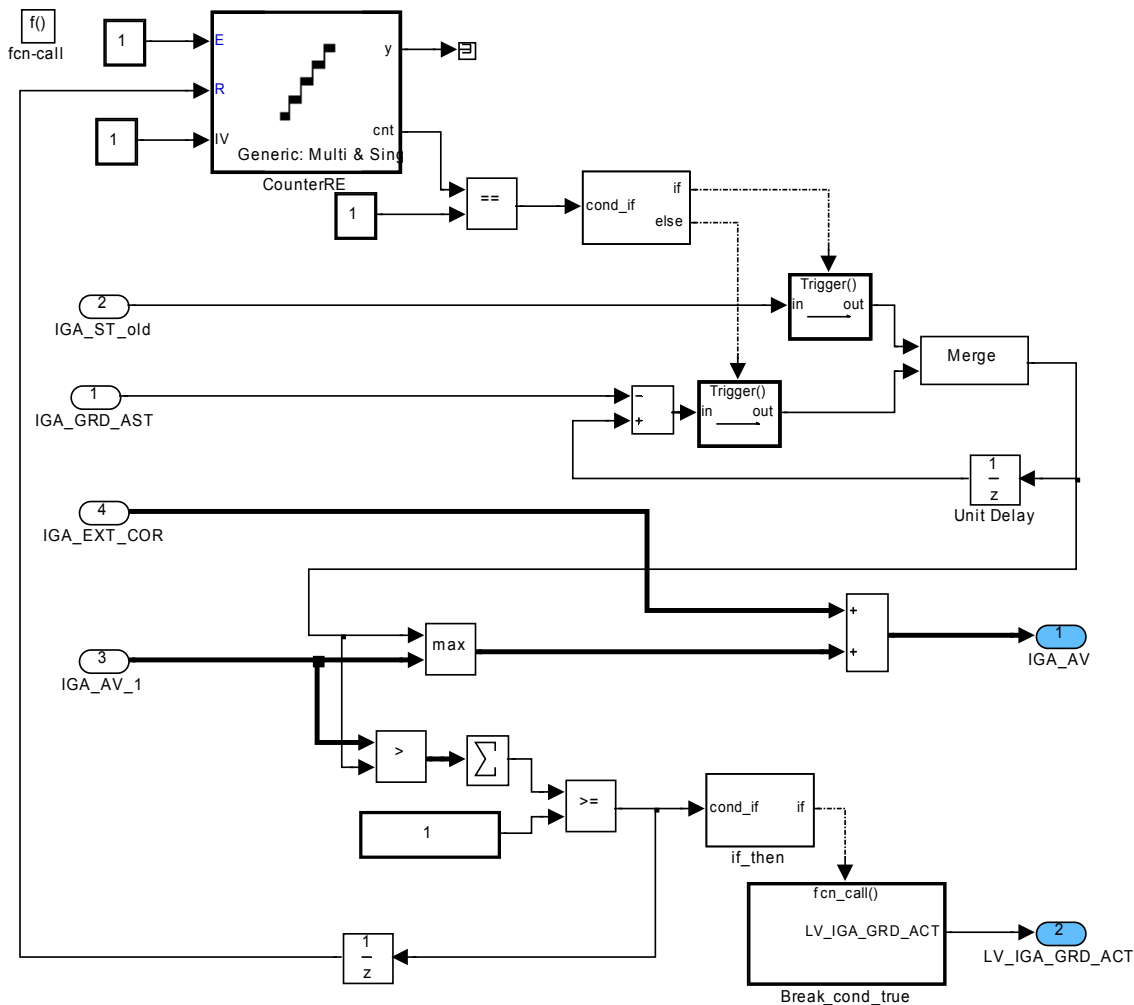 f()
fcn-call
1
E
y
R
1
IV
cnt
Generic: Multi & Sing
CounterRE
1
==
cond_if
if
else
2
IGA_ST_old
Trigger()
in
out
Merge
1
IGA_GRD_AST
−
+
Trigger()
in
out
1
z
Unit Delay
4
IGA_EXT_COR
+
+
1
IGA_AV
3
IGA_AV_1
max
>
∑
1
>=
cond_if
if
if_then
fcn_call()
LV_IGA_GRD_ACT
Break_cond_true
2
LV_IGA_GRD_ACT
1
z